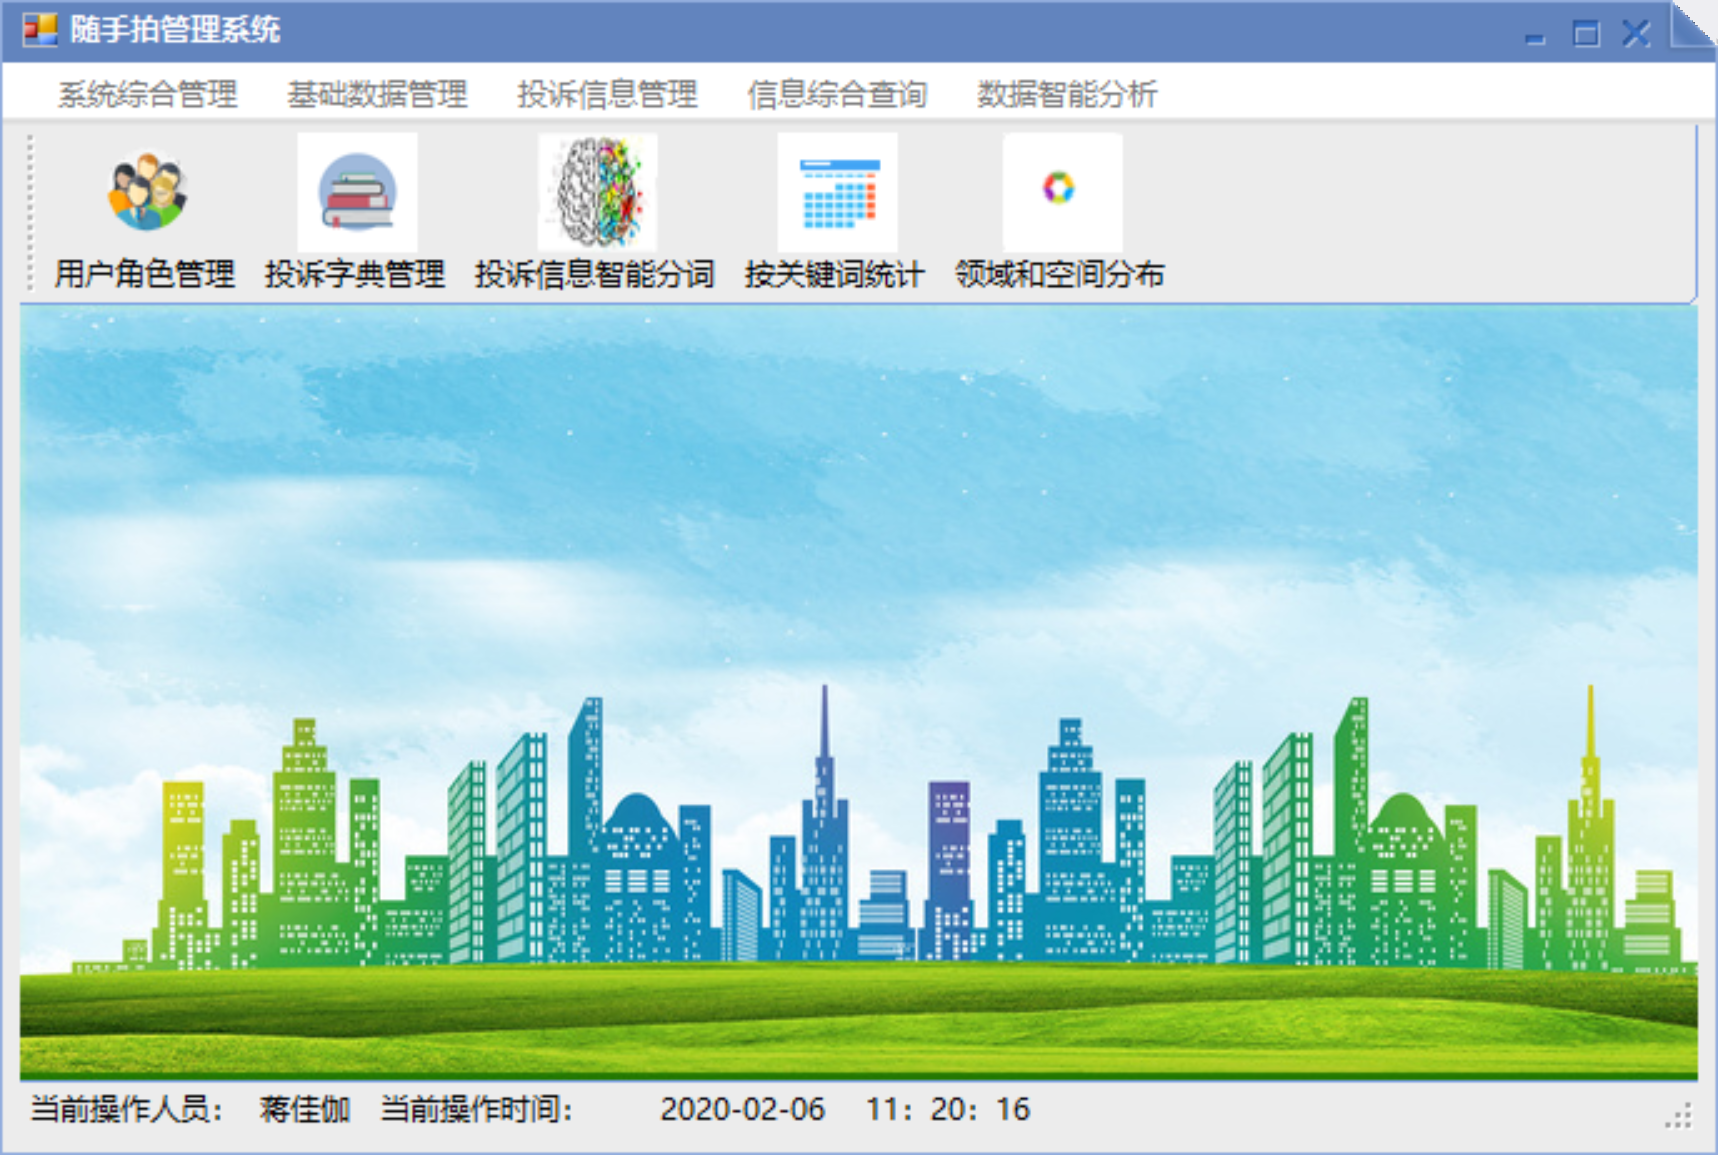 随手拍管理系统
系统综合管理 基础数据管理 投诉信息管理 信息综合查询 数据智能分析
用户角色管理 投诉字典管理 投诉信息智能分词 按关键词统计 领域和空间分布
当前操作人员: 蒋佳伽 当前操作时间: 2020-02-06 11: 20: 16